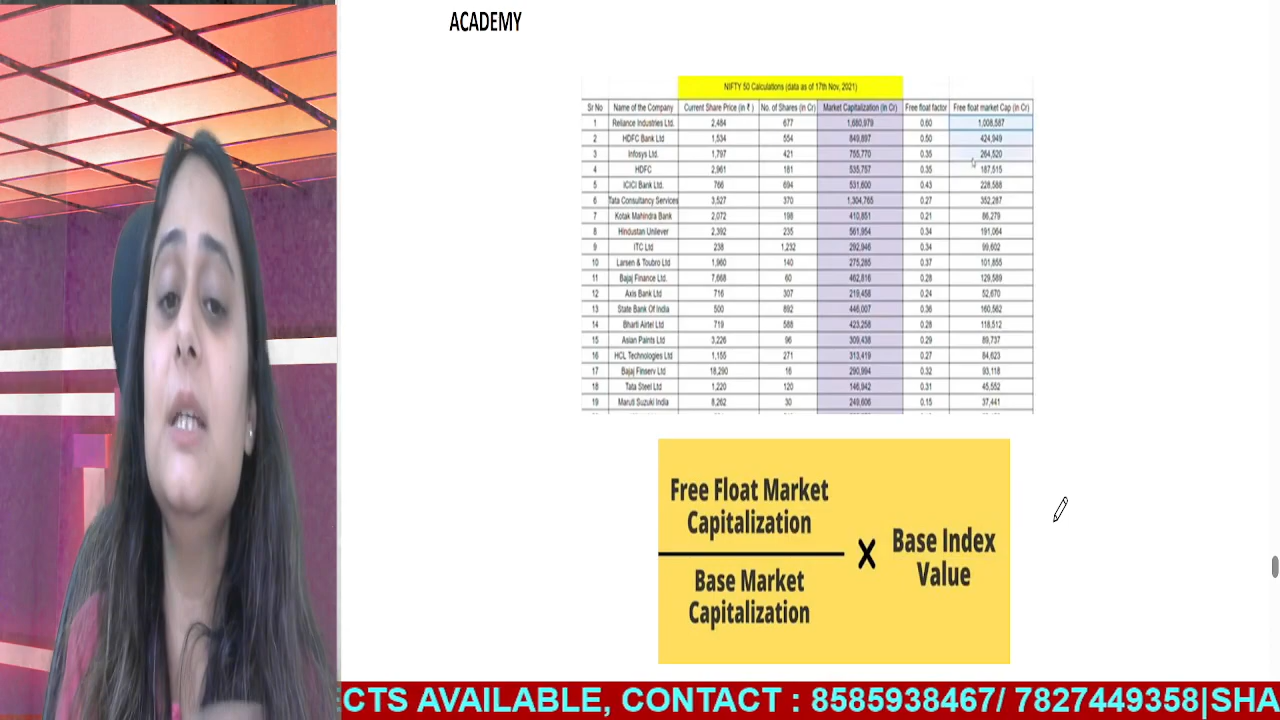 ACADEMY
NIFTY 50 Calculations (data as of 17th Nov, 2021)
Sr No Name of the Company Current Share Price (in ₹ ) No. of Shares (in Cr) Market Capitalization (In Cr) Free float factor Free float market Cap (in Cr)
1 Reliance Industries Ltd. 2,484 677 1,680,979 0.60 1,008,587
2 HDFC Bank Ltd 1,534 554 849,897 0.50 424,949
3 Infosys Ltd. 1,797 421 755,770 0.35 264,520
4 HDFC 2,961 181 535,757 0.35 187,515
5 ICICI Bank Ltd. 766 694 531,600 0.43 228,588
6 Tata Consultancy Services 3,527 370 1,304,765 0.27 352,287
7 Kotak Mahindra Bank 2,072 198 410,851 0.21 86,279
8 Hindustan Unilever 2,392 235 561,954 0.34 191,064
9 ITC Ltd 238 1,232 292,946 0.34 99,602
10 Larsen & Toubro Ltd 1,960 140 275,285 0.37 101,855
11 Bajaj Finance Ltd. 7,668 60 462,816 0.28 129,589
12 Axis Bank Ltd 716 307 219,458 0.24 52,670
13 State Bank Of India 500 892 446,007 0.36 160,562
14 Bharti Airtel Ltd 719 588 423,258 0.28 118,512
15 Asian Paints Ltd 3,226 96 309,438 0.29 89,737
16 HCL Technologies Ltd 1,155 271 313,419 0.27 84,623
17 Bajaj Finserv Ltd 18,290 16 290,994 0.32 93,118
18 Tata Steel Ltd 1,220 120 146,942 0.31 45,552
19 Maruti Suzuki India 8,262 30 249,606 0.15 37,441
Free Float Market
Capitalization
Base Market
Capitalization
X
Base Index
Value
CTS AVAILABLE, CONTACT : 8585938467/ 7827449358|SHA